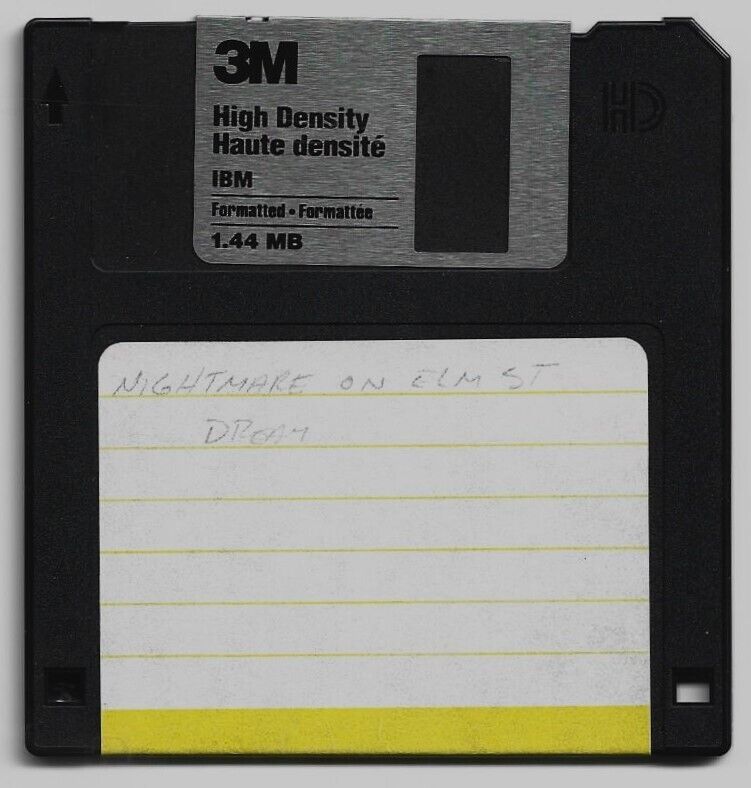 3M
HD
High Density
Haute densité
IBM
Formatted • Formattée
1.44 MB
NIGHTMARE ON ELM ST
DREAM